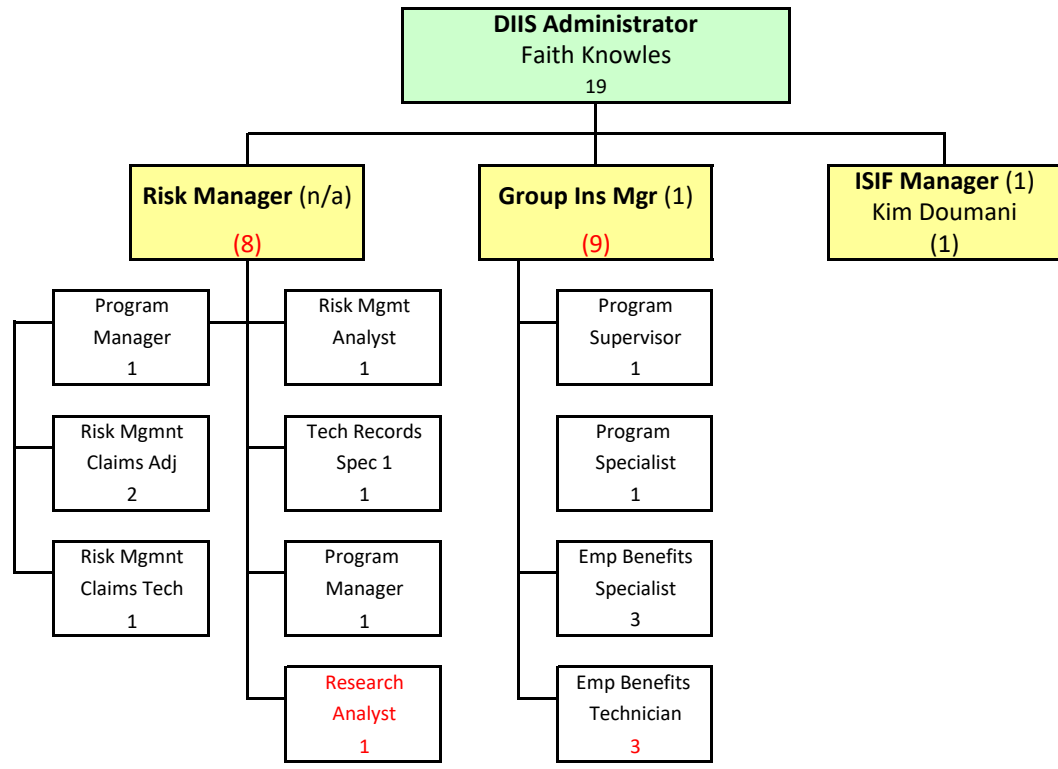 DIIS Administrator
Faith Knowles
19
Risk Manager (n/a)
(8)
Group Ins Mgr (1)
(9)
ISIF Manager (1)
Kim Doumani
(1)
Program
Manager
1
Risk Mgmnt
Claims Adj
2
Risk Mgmnt
Claims Tech
1
Risk Mgmt
Analyst
1
Tech Records
Spec 1
1
Program
Manager
1
Research
Analyst
1
Program
Supervisor
1
Program
Specialist
1
Emp Benefits
Specialist
3
Emp Benefits
Technician
3